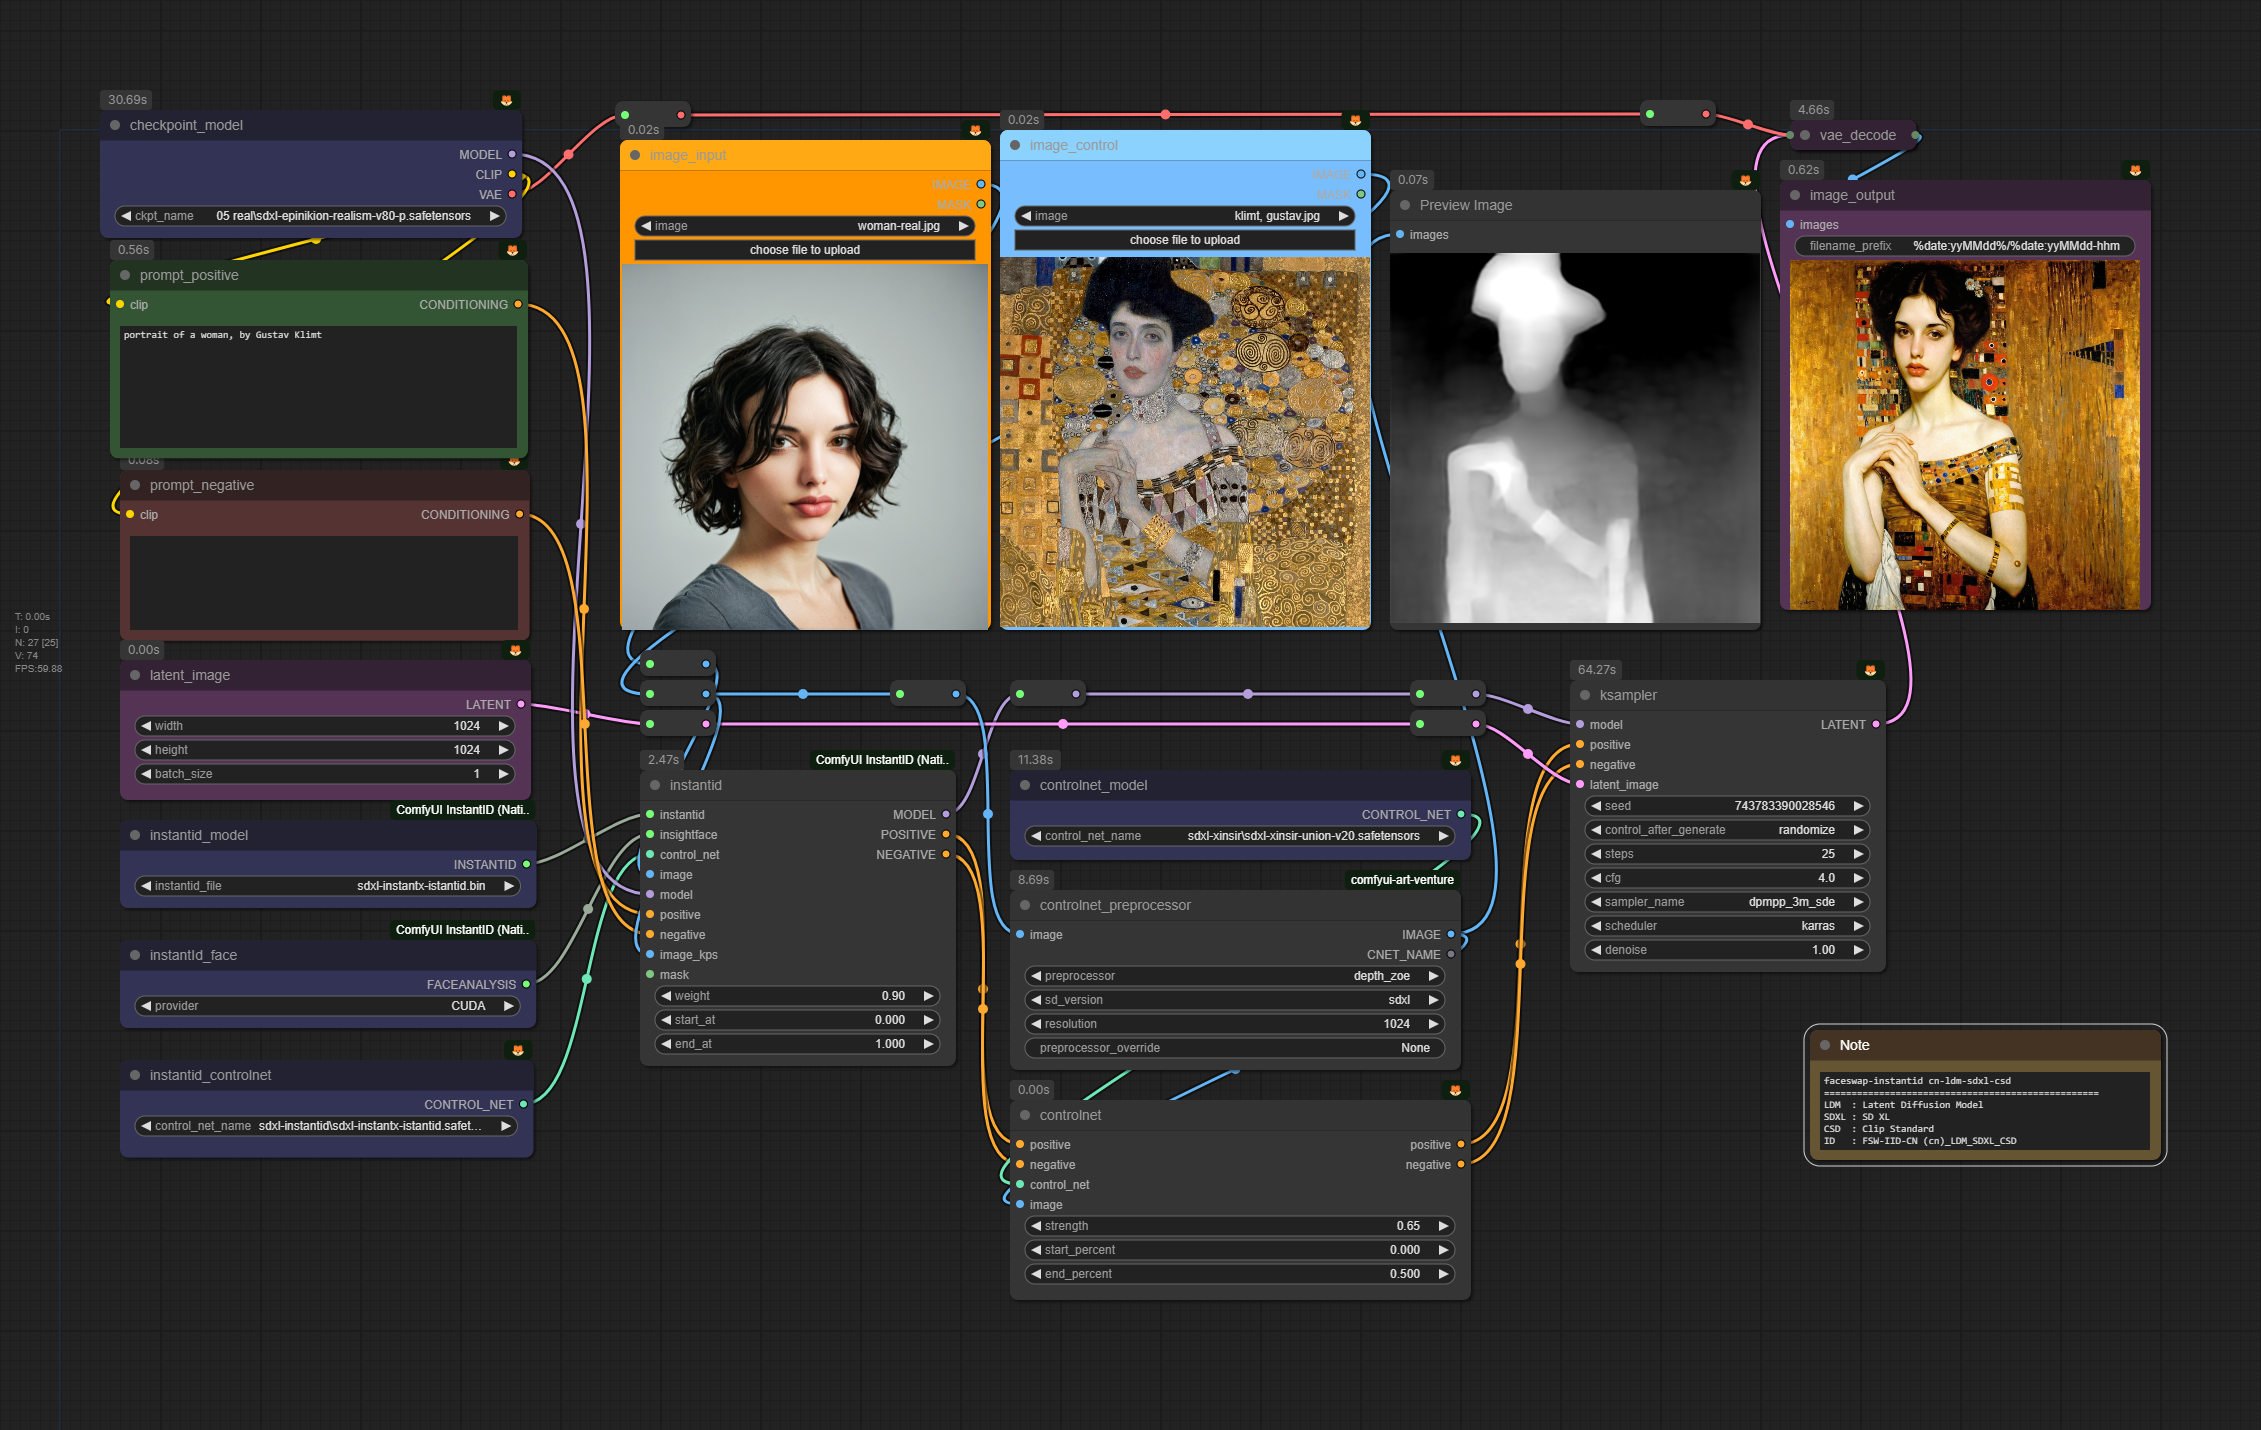 30.69s
checkpoint_model
MODEL
CLIP
VAE
ckpt_name 05 real\sdxl-epinikion-realism-v80-p.safetensors
0.56s
prompt_positive
clip CONDITIONING
portrait of a woman, by Gustav Klimt
0.08s
prompt_negative
clip CONDITIONING
T: 0.00s
I: 0
N: 27 [25]
V: 74
FPS:59.88
0.00s
latent_image
LATENT
width 1024
height 1024
batch_size 1
ComfyUI InstantID (Nati..
instantid_model
INSTANTID
instantid_file sdxl-instantx-istantid.bin
ComfyUI InstantID (Nati..
instantId_face
FACEANALYSIS
provider CUDA
instantid_controlnet
CONTROL_NET
control_net_name sdxl-instantid\sdxl-instantx-istantid.safet...
0.02s
image_input
IMAGE
MASK
image woman-real.jpg
choose file to upload
0.02s
image_control
IMAGE
MASK
image klimt, gustav.jpg
choose file to upload
0.07s
Preview Image
images
4.66s
vae_decode
0.62s
image_output
images
filename_prefix %date:yyMMdd%/%date:yyMMdd-hhm
2.47s
ComfyUI InstantID (Nati..
instantid
instantid MODEL
insightface POSITIVE
control_net NEGATIVE
image
model
positive
negative
image_kps
mask
weight 0.90
start_at 0.000
end_at 1.000
11.38s
controlnet_model
CONTROL_NET
control_net_name sdxl-xinsir\sdxl-xinsir-union-v20.safetensors
8.69s
comfyui-art-venture
controlnet_preprocessor
image IMAGE
CNET_NAME
preprocessor depth_zoe
sd_version sdxl
resolution 1024
preprocessor_override None
0.00s
controlnet
positive positive
negative negative
control_net
image
strength 0.65
start_percent 0.000
end_percent 0.500
64.27s
ksampler
model LATENT
positive
negative
latent_image
seed 743783390028546
control_after_generate randomize
steps 25
cfg 4.0
sampler_name dpmpp_3m_sde
scheduler karras
denoise 1.00
Note
faceswap-instantid cn-ldm-sdxl-csd
==================================================
LDM : Latent Diffusion Model
SDXL : SD XL
CSD : Clip Standard
ID : FSW-IID-CN (cn)_LDM_SDXL_CSD